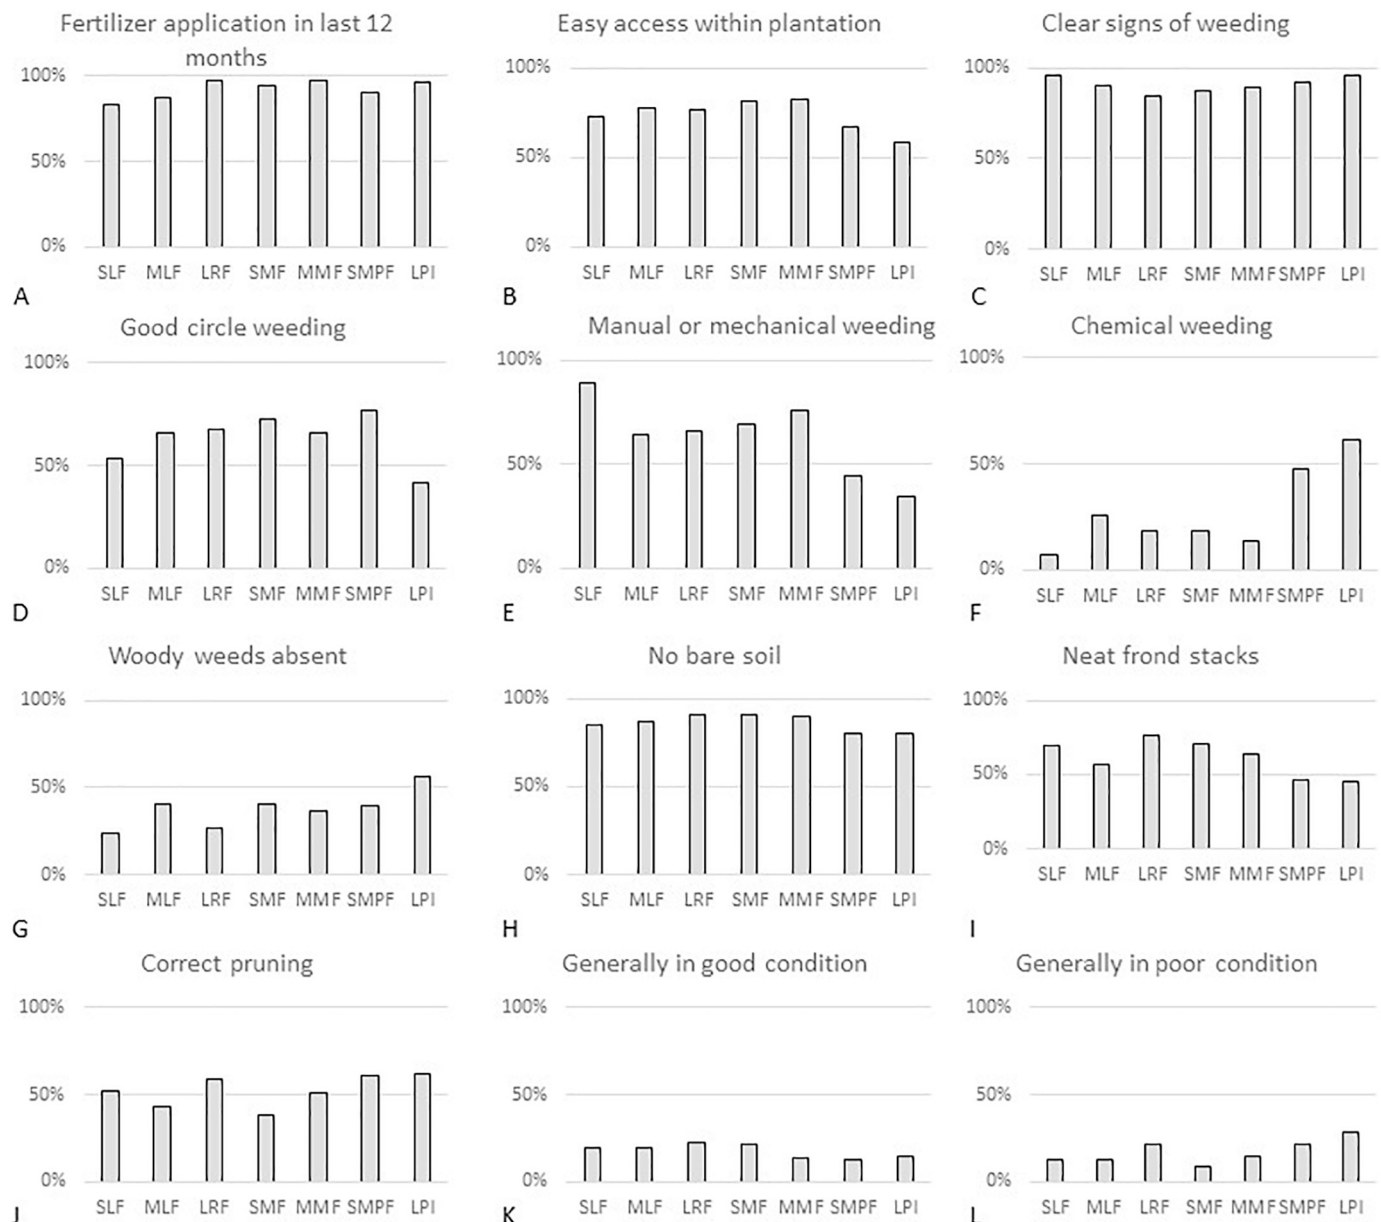 Fertilizer application in last 12
months
100%
50%
0%
SLF MLF LRF SMF MMF SMPF LPI
A
Easy access within plantation
100%
50%
0%
SLF MLF LRF SMF MMF SMPF LPI
B
Clear signs of weeding
100%
50%
0%
SLF MLF LRF SMF MMF SMPF LPI
C
Good circle weeding
100%
50%
0%
SLF MLF LRF SMF MMF SMPF LPI
D
Manual or mechanical weeding
100%
50%
0%
SLF MLF LRF SMF MMF SMPF LPI
E
Chemical weeding
100%
50%
0%
SLF MLF LRF SMF MMF SMPF LPI
F
Woody weeds absent
100%
50%
0%
SLF MLF LRF SMF MMF SMPF LPI
G
No bare soil
100%
50%
0%
SLF MLF LRF SMF MMF SMPF LPI
H
Neat frond stacks
100%
50%
0%
SLF MLF LRF SMF MMF SMPF LPI
I
Correct pruning
100%
50%
0%
SLF MLF LRF SMF MMF SMPF LPI
J
Generally in good condition
100%
50%
0%
SLF MLF LRF SMF MMF SMPF LPI
K
Generally in poor condition
100%
50%
0%
SLF MLF LRF SMF MMF SMPF LPI
L